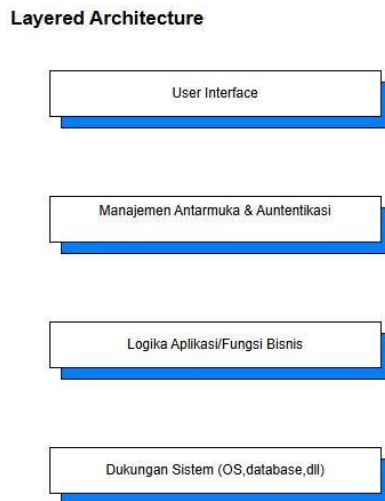 Layered Architecture
User Interface
Manajemen Antarmuka & Auntentikasi
Logika Aplikasi/Fungsi Bisnis
Dukungan Sistem (OS,database,dll)